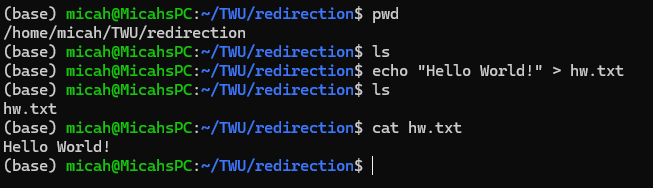 (base) micah@MicahsPC:~/TWU/redirection$ pwd
/home/micah/TWU/redirection
(base) micah@MicahsPC:~/TWU/redirection$ ls
(base) micah@MicahsPC:~/TWU/redirection$ echo "Hello World!" > hw.txt
(base) micah@MicahsPC:~/TWU/redirection$ ls
hw.txt
(base) micah@MicahsPC:~/TWU/redirection$ cat hw.txt
Hello World!
(base) micah@MicahsPC:~/TWU/redirection$